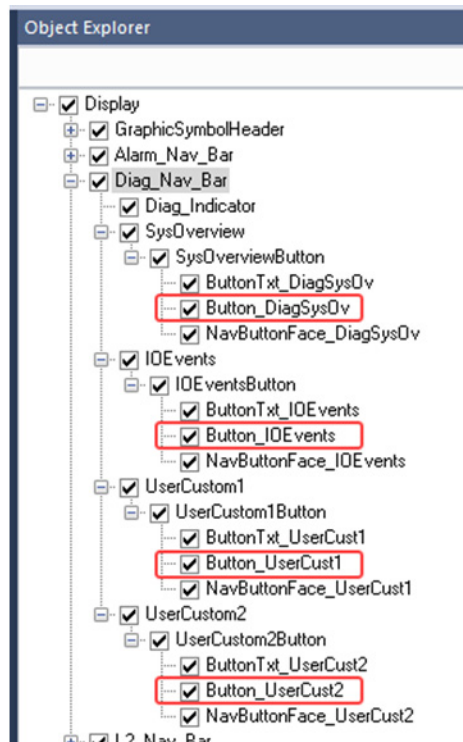 Object Explorer
Display
GraphicSymbolHeader
Alarm_Nav_Bar
Diag_Nav_Bar
Diag_Indicator
SysOverview
SysOverviewButton
ButtonTxt_DiagSysOv
Button_DiagSysOv
NavButtonFace_DiagSysOv
IOEvents
IOEventsButton
ButtonTxt_IOEvents
Button_IOEvents
NavButtonFace_IOEvents
UserCustom1
UserCustom1Button
ButtonTxt_UserCust1
Button_UserCust1
NavButtonFace_UserCust1
UserCustom2
UserCustom2Button
ButtonTxt_UserCust2
Button_UserCust2
NavButtonFace_UserCust2
L2_Nav_Bar